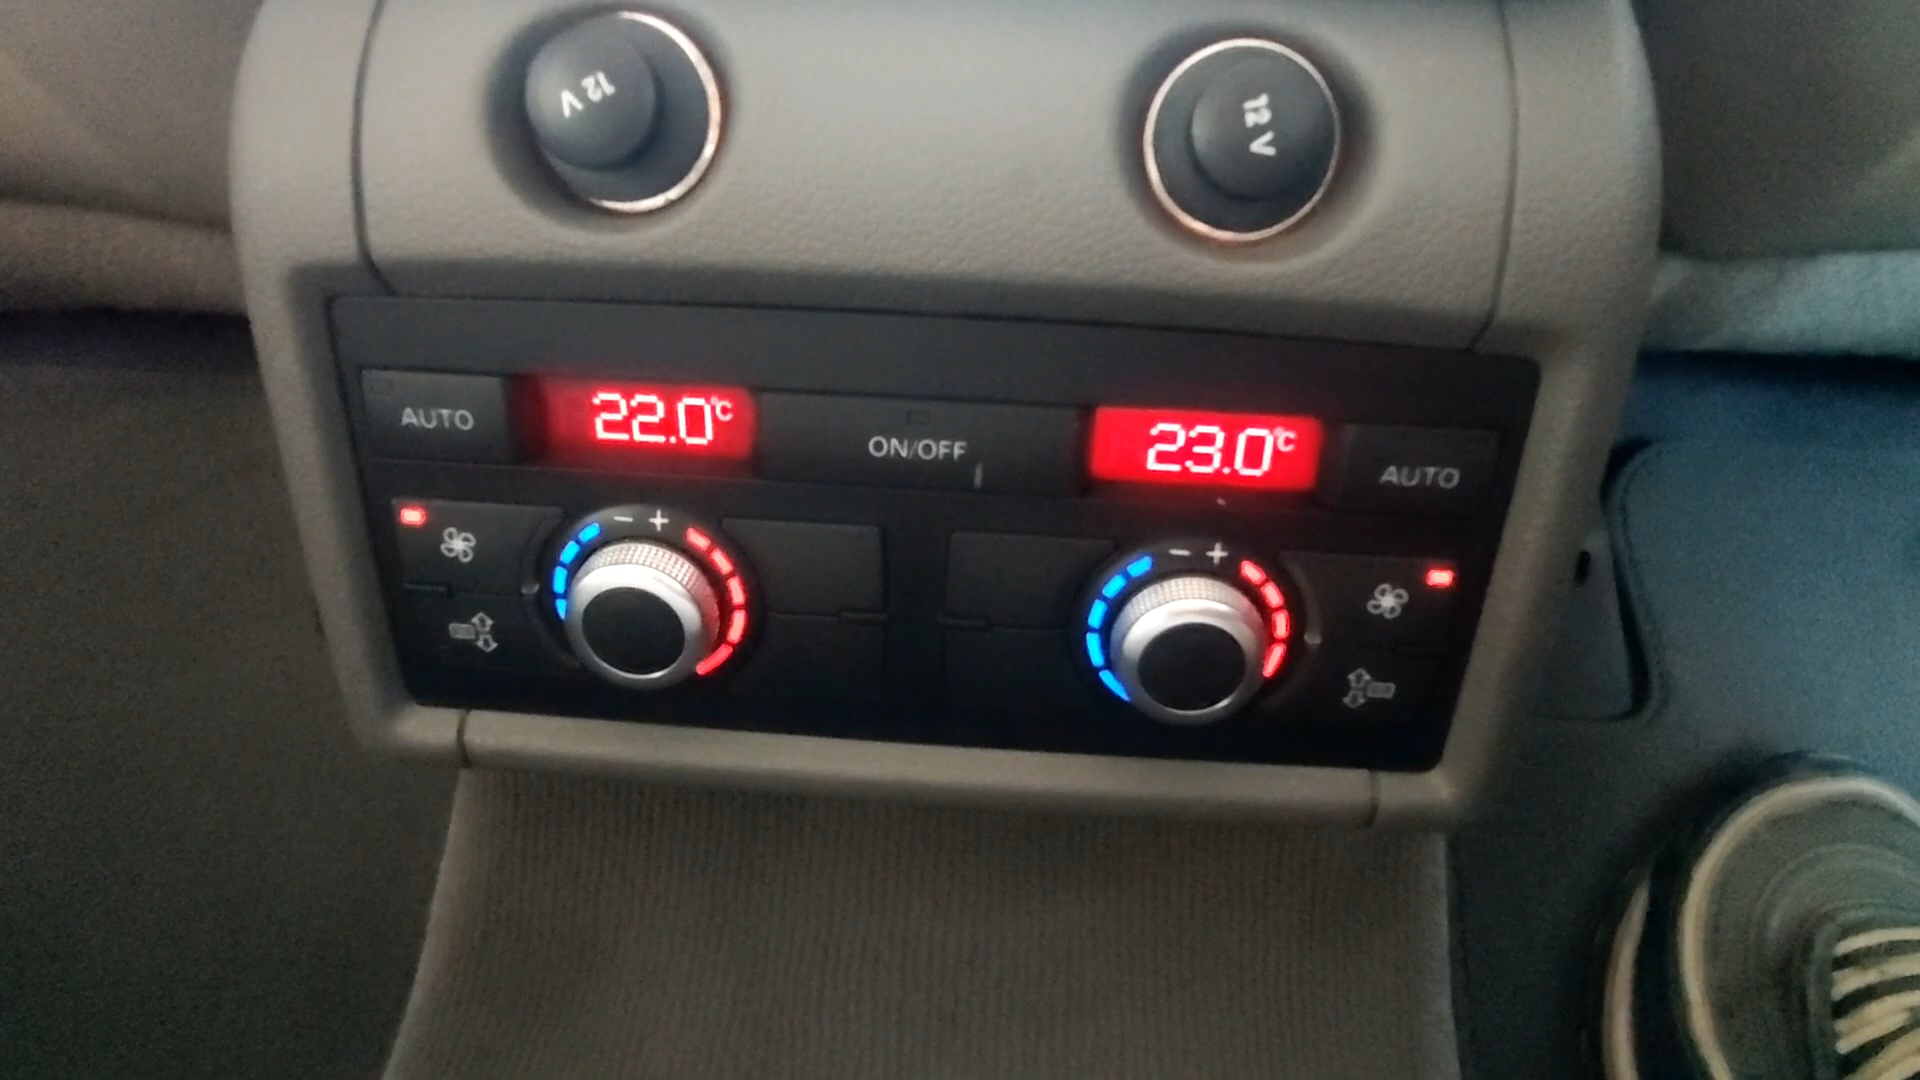 12 V
12 V
AUTO
22.0°C
ON/OFF
23.0°C
AUTO
- +
- +